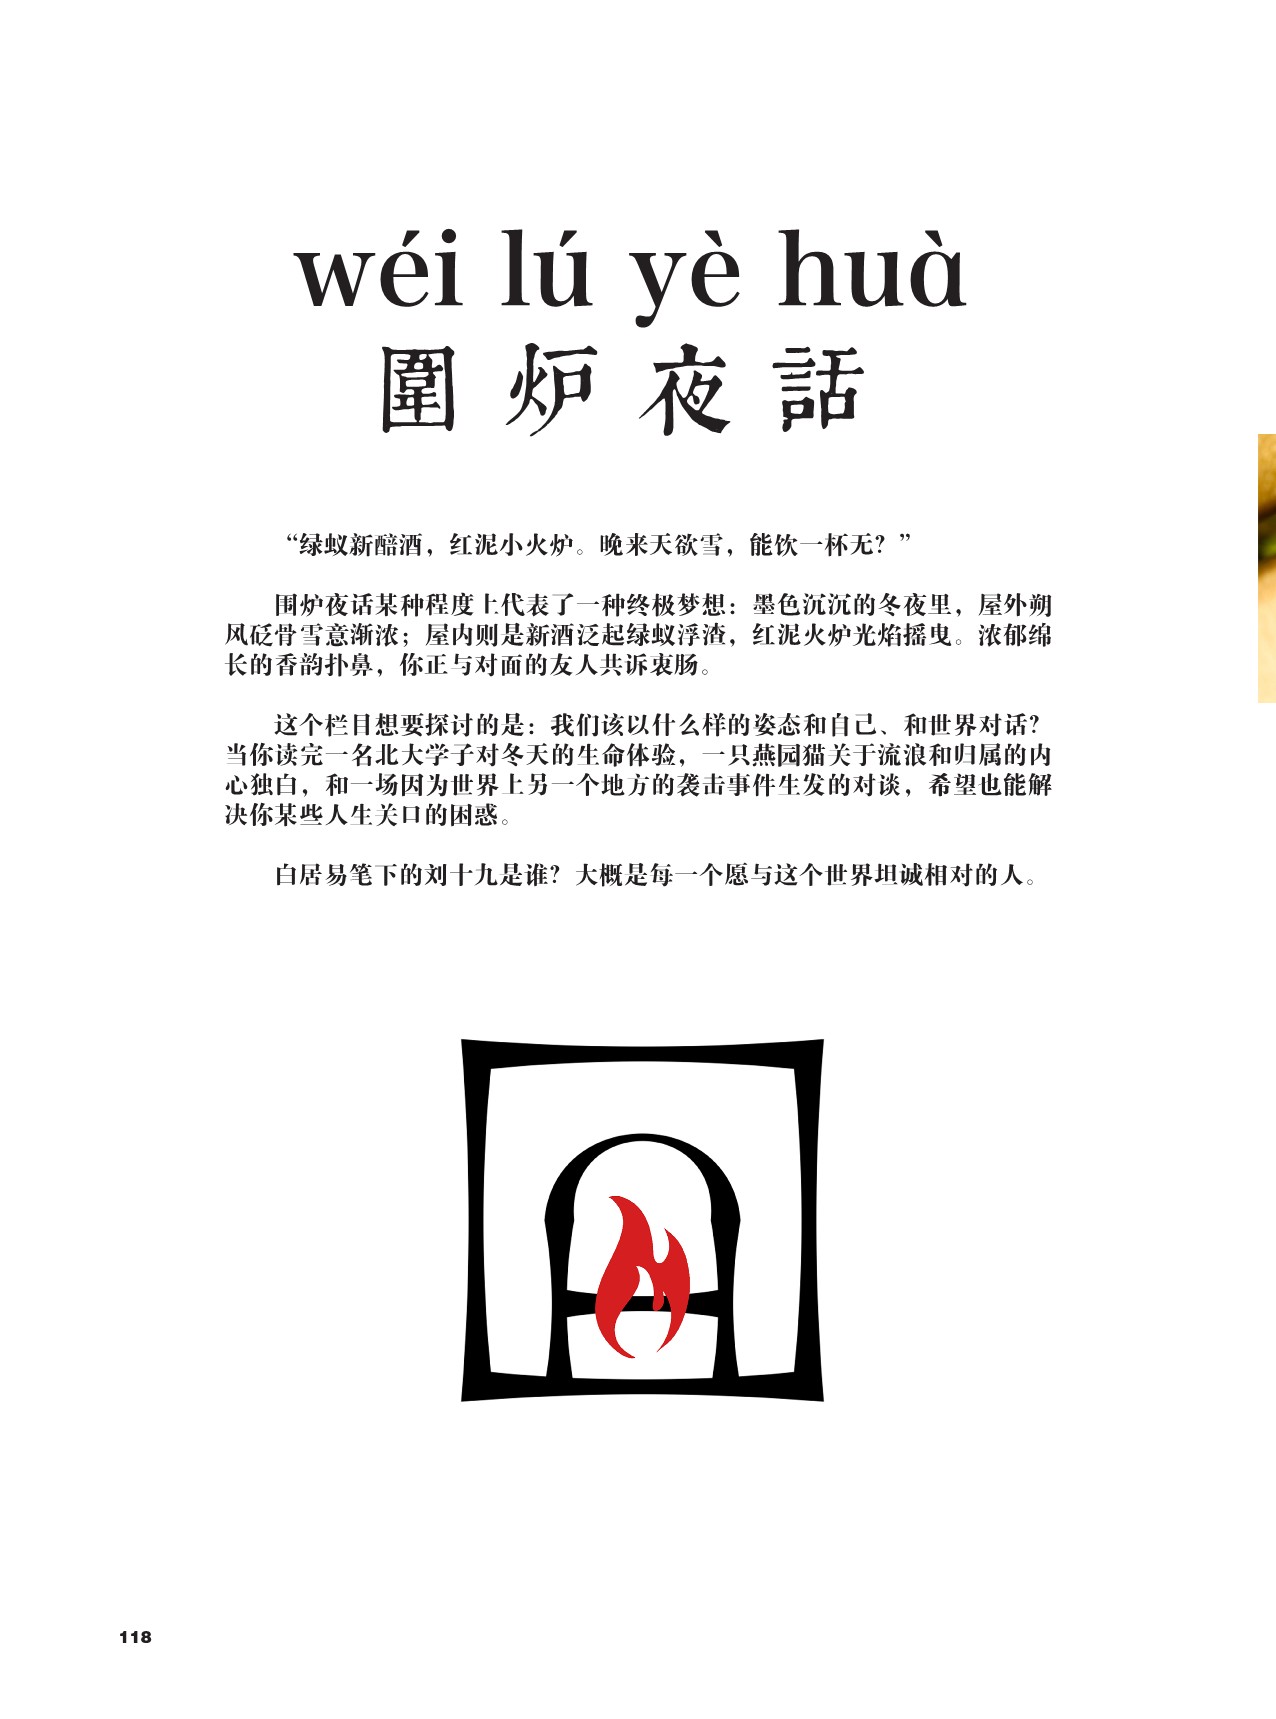 wéi lú yè huà
圍炉夜話
“绿蚁新醅酒，红泥小火炉。晚来天欲雪，能饮一杯无？”
围炉夜话某种程度上代表了一种终极梦想：墨色沉沉的冬夜里，屋外朔
风砭骨雪意渐浓；屋内则是新酒泛起绿蚁浮渣，红泥火炉光焰摇曳。浓郁绵
长的香韵扑鼻，你正与对面的友人共诉衷肠。
这个栏目想要探讨的是：我们该以什么样的姿态和自己、和世界对话？
当你读完一名北大学子对冬天的生命体验，一只燕园猫关于流浪和归属的内
心独白，和一场因为世界上另一个地方的袭击事件生发的对谈，希望也能解
决你某些人生关口的困惑。
白居易笔下的刘十九是谁？大概是每一个愿与这个世界坦诚相对的人。
118